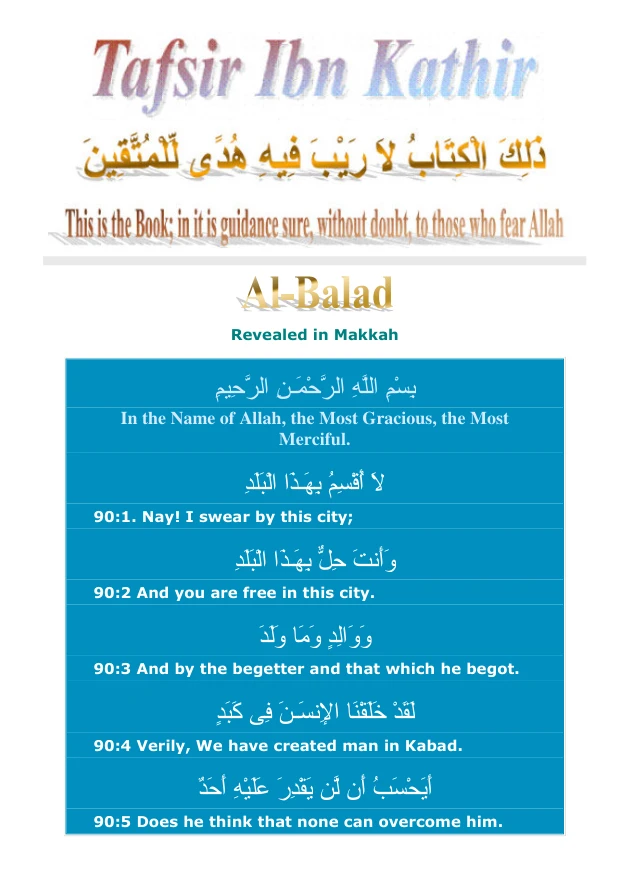 Tafsir Ibn Kathir
ذَلِكَ الْكِتَابُ لاَ رَيْبَ فِيهِ هُدًى لِّلْمُتَّقِينَ
This is the Book; in it is guidance sure, without doubt, to those who fear Allah
Al-Balad
Revealed in Makkah
بِسْمِ اللَّهِ الرَّحْمَـنِ الرَّحِيمِ
In the Name of Allah, the Most Gracious, the Most
Merciful.
لاَ أُقْسِمُ بِهَـذَا الْبَلَدِ
90:1. Nay! I swear by this city;
وَأَنتَ حِلٌّ بِهَـذَا الْبَلَدِ
90:2 And you are free in this city.
وَوَالِدٍ وَمَا وَلَدَ
90:3 And by the begetter and that which he begot.
لَقَدْ خَلَقْنَا الإِنسَـنَ فِى كَبَدٍ
90:4 Verily, We have created man in Kabad.
أَيَحْسَبُ أَن لَّن يَقْدِرَ عَلَيْهِ أَحَدٌ
90:5 Does he think that none can overcome him.